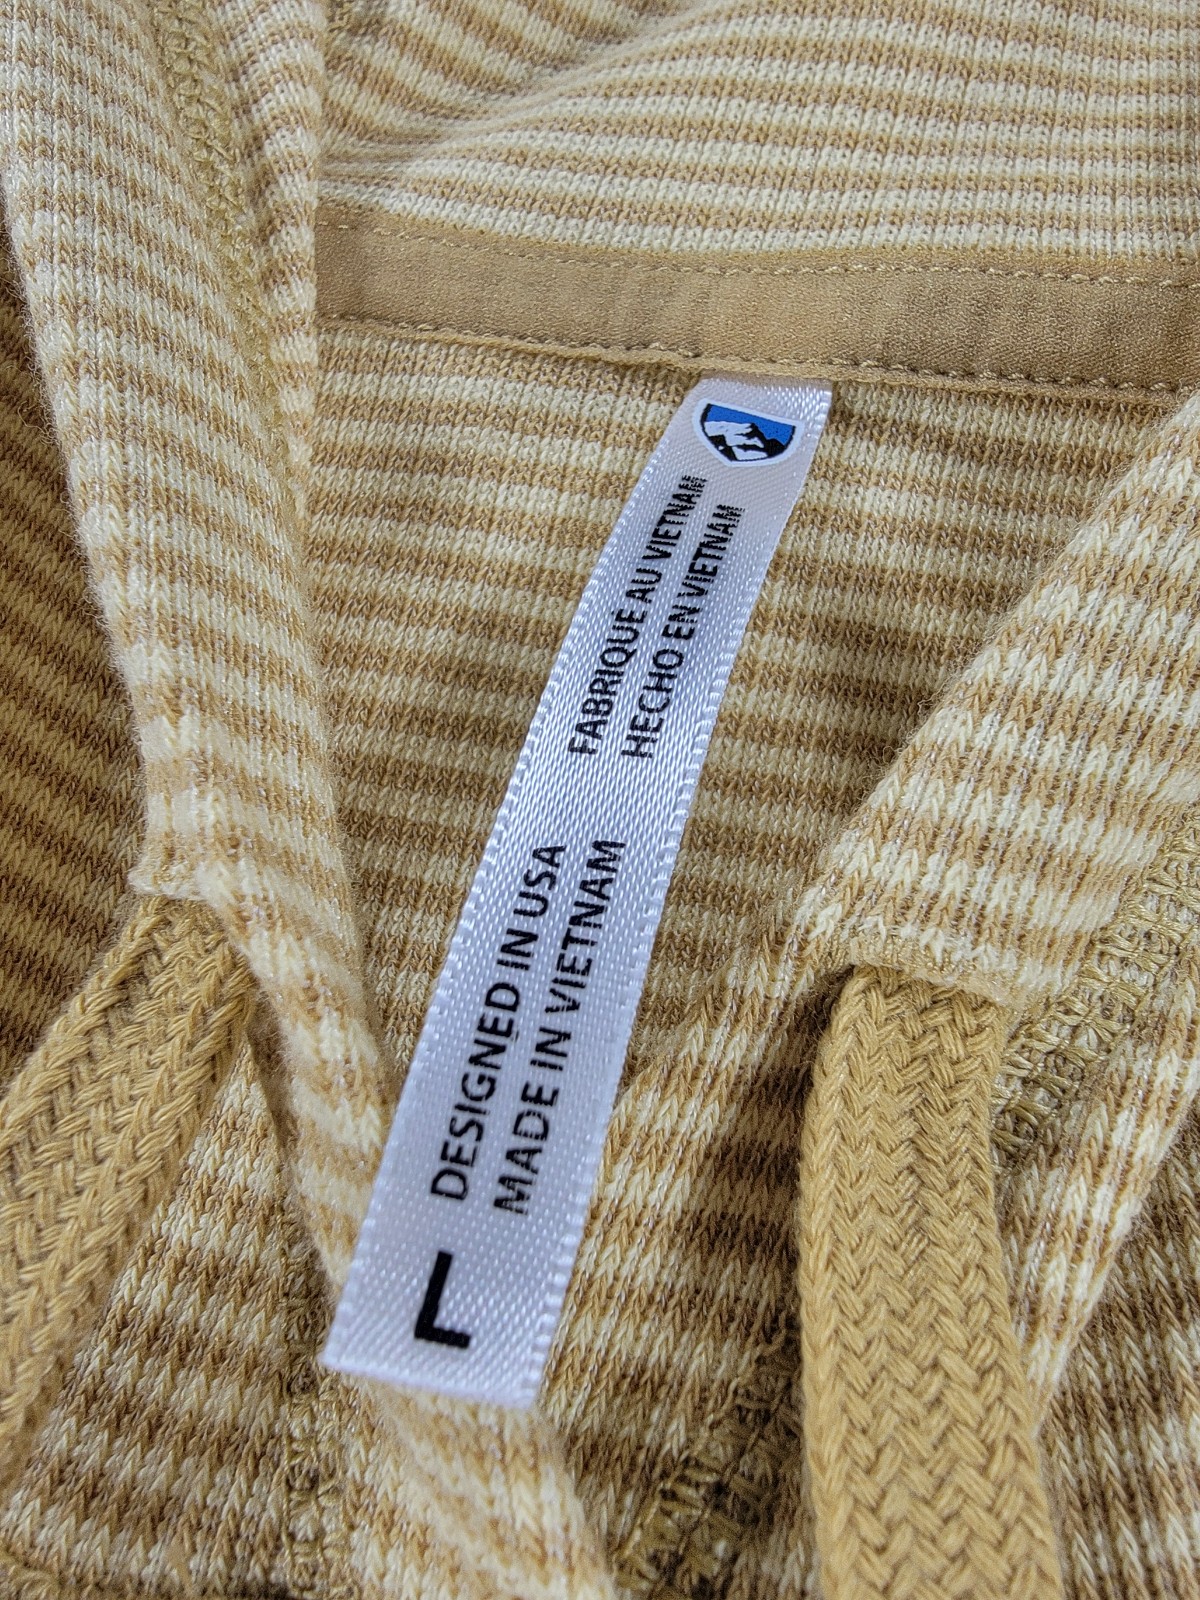 FABRIQUÉ AU VIETNAM
HECHO EN VIETNAM
DESIGNED IN USA
MADE IN VIETNAM
L